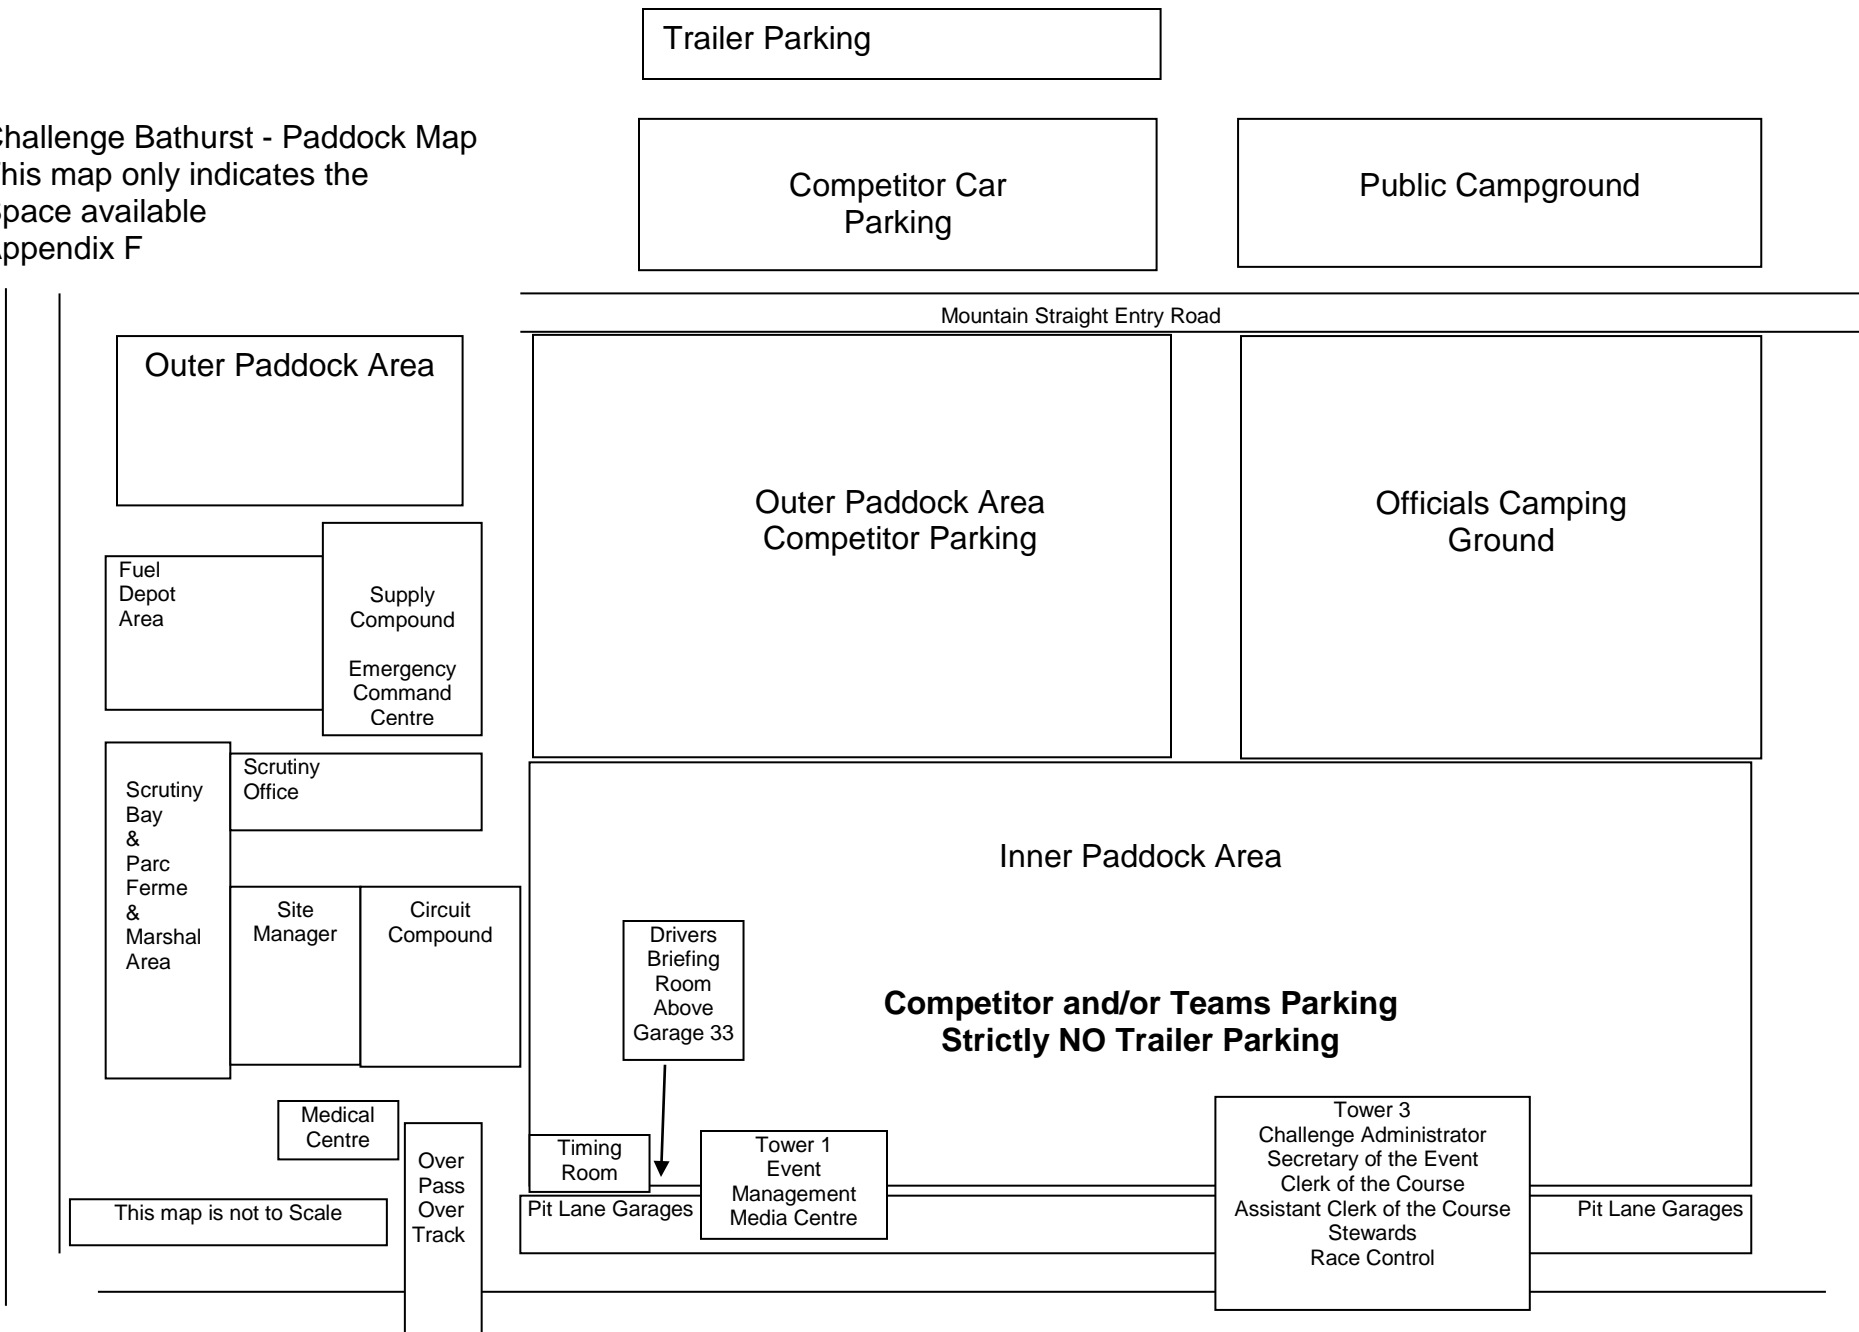 Trailer Parking
Challenge Bathurst - Paddock Map
This map only indicates the
Space available
Appendix F
Competitor Car
Parking
Public Campground
Mountain Straight Entry Road
Outer Paddock Area
Outer Paddock Area
Competitor Parking
Officials Camping
Ground
Fuel
Depot
Area
Supply
Compound
Emergency
Command
Centre
Scrutiny
Bay
&
Parc
Ferme
&
Marshal
Area
Scrutiny
Office
Site
Manager
Circuit
Compound
Inner Paddock Area
Drivers
Briefing
Room
Above
Garage 33
Competitor and/or Teams Parking
Strictly NO Trailer Parking
Medical
Centre
Over
Pass
Over
Track
This map is not to Scale
Timing
Room
Pit Lane Garages
Tower 1
Event
Management
Media Centre
Tower 3
Challenge Administrator
Secretary of the Event
Clerk of the Course
Assistant Clerk of the Course
Stewards
Race Control
Pit Lane Garages